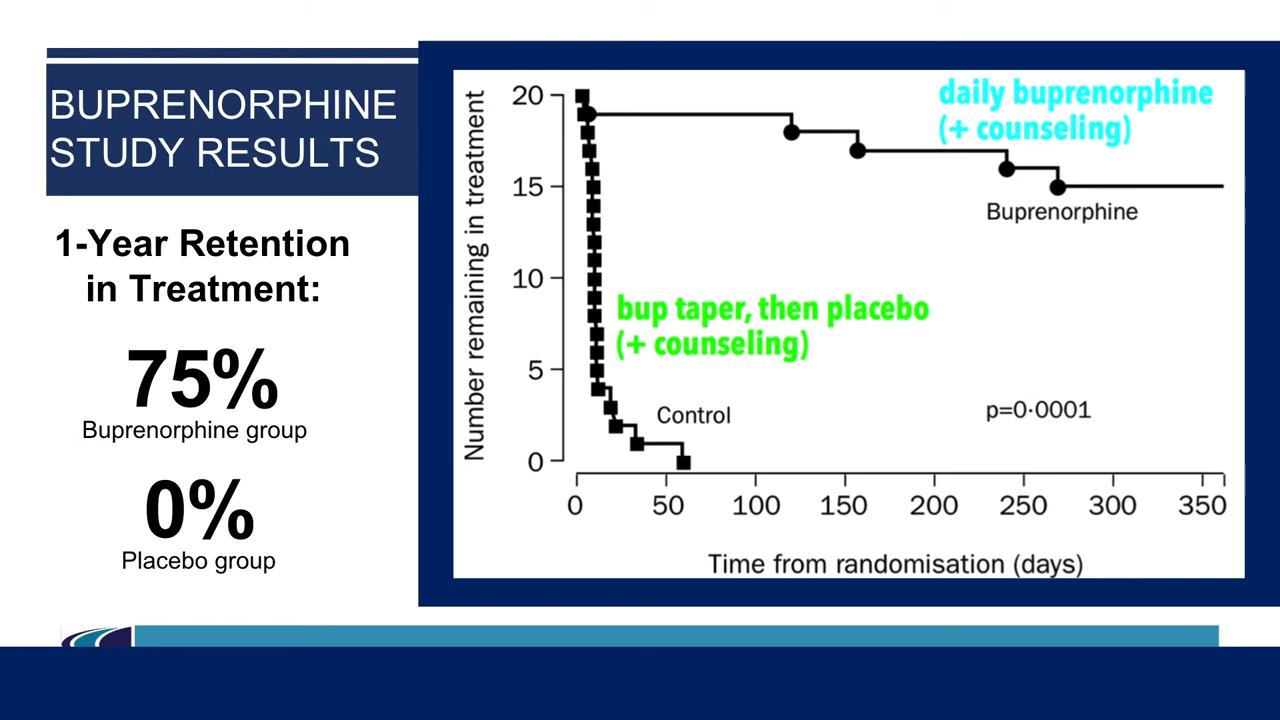 BUPRENORPHINE
STUDY RESULTS
1-Year Retention
in Treatment:
75%
Buprenorphine group
0%
Placebo group
Number remaining in treatment
20
15
10
5
0
daily buprenorphine
(+ counseling)
Buprenorphine
bup taper, then placebo
(+ counseling)
Control
p=0·0001
0 50 100 150 200 250 300 350
Time from randomisation (days)